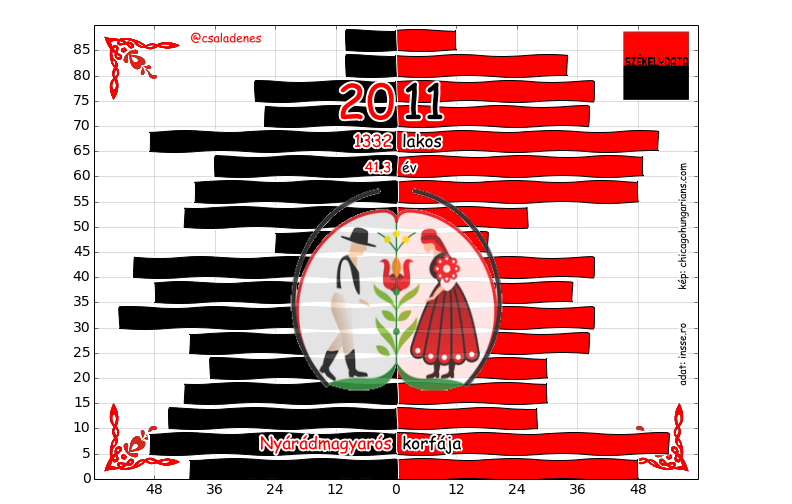 @csaladenes
SZÉKELYDATA
2011
1332 lakos
41,3 év
kép: chicagohungarians.com
adat: insse.ro
Nyárádmagyarós korfája
85
80
75
70
65
60
55
50
45
40
35
30
25
20
15
10
5
0
48 36 24 12 0 12 24 36 48